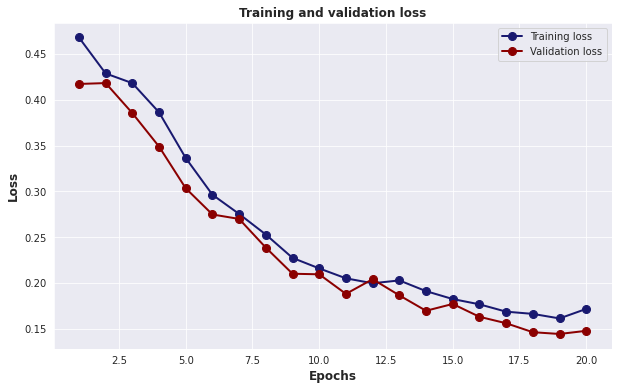 Training and validation loss
Training loss
Validation loss
Loss
0.45
0.40
0.35
0.30
0.25
0.20
0.15
2.5 5.0 7.5 10.0 12.5 15.0 17.5 20.0
Epochs